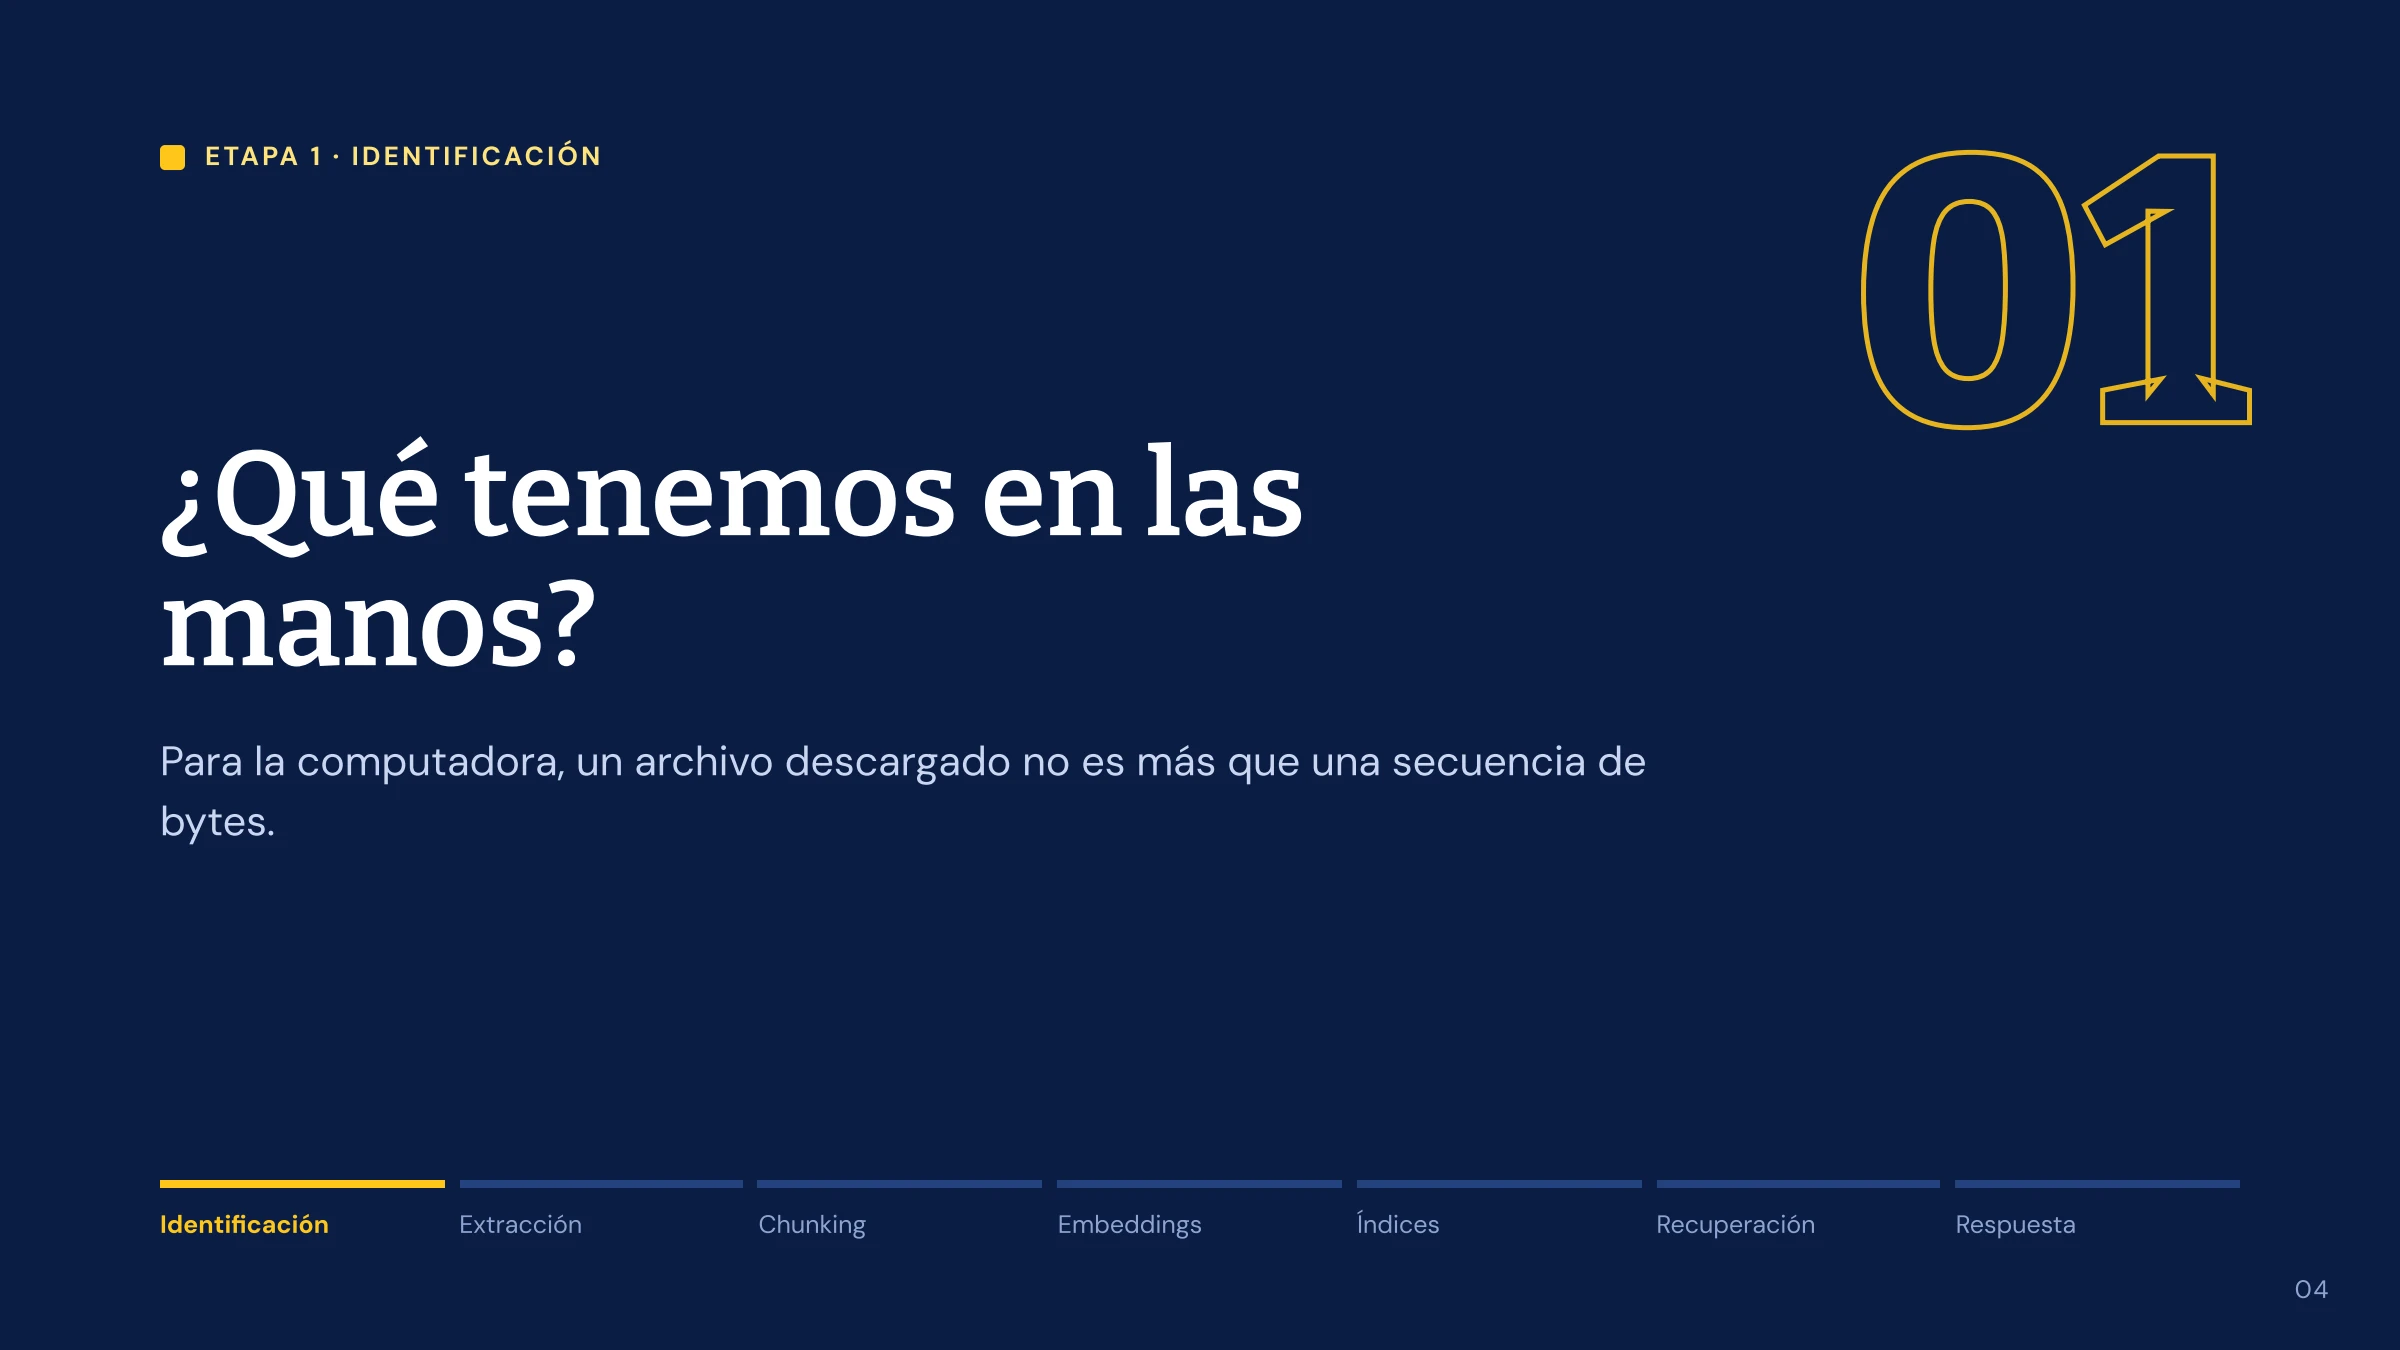 ETAPA 1 · IDENTIFICACIÓN
01
¿Qué tenemos en las
manos?
Para la computadora, un archivo descargado no es más que una secuencia de
bytes.
Identificación
Extracción
Chunking
Embeddings
Índices
Recuperación
Respuesta
04